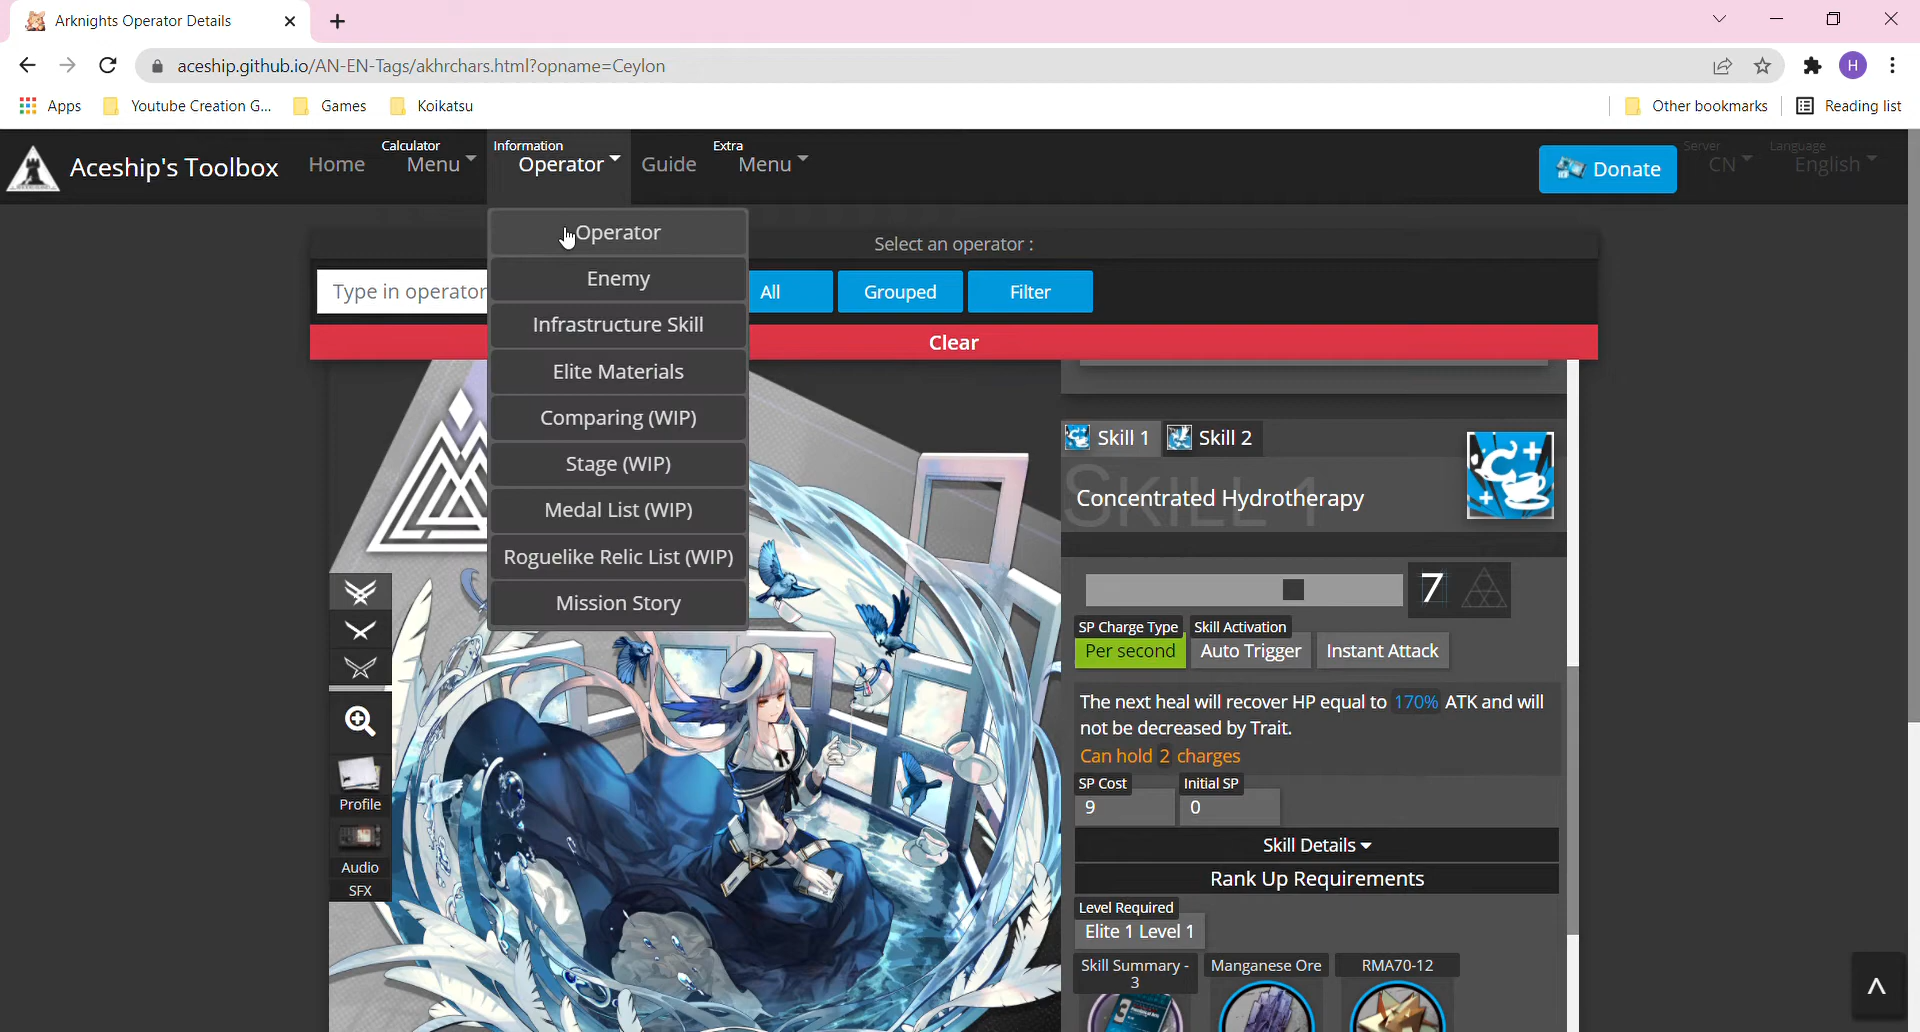 Arknights Operator Details
aceship.github.io/AN-EN-Tags/akhrchars.html?opname=Ceylon
H
Apps
Youtube Creation G...
Games
Koikatsu
Other bookmarks
Reading list
Aceship's Toolbox
Home
Calculator
Menu
Information
Operator
Guide
Extra
Menu
Donate
Server
CN
Language
English
Operator
Enemy
Infrastructure Skill
Elite Materials
Comparing (WIP)
Stage (WIP)
Medal List (WIP)
Roguelike Relic List (WIP)
Mission Story
Select an operator :
Type in operator
All
Grouped
Filter
Clear
Profile
Audio
SFX
Skill 1
Skill 2
SKILL 1
Concentrated Hydrotherapy
7
SP Charge Type
Per second
Skill Activation
Auto Trigger
Instant Attack
The next heal will recover HP equal to 170% ATK and will
not be decreased by Trait.
Can hold 2 charges
SP Cost
9
Initial SP
0
Skill Details
Rank Up Requirements
Level Required
Elite 1 Level 1
Skill Summary -
3
Manganese Ore
RMA70-12